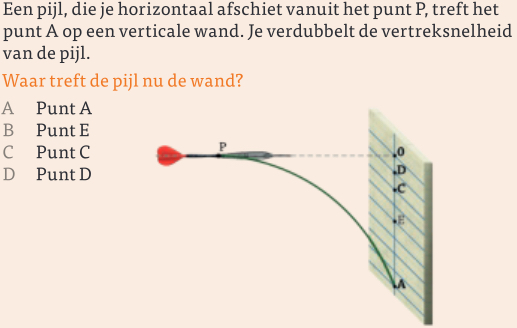 Een pijl, die je horizontaal afschiet vanuit het punt P, treft het
punt A op een verticale wand. Je verdubbelt de vertreksnelheid
van de pijl.
Waar treft de pijl nu de wand?
A Punt A
B Punt E
C Punt C
D Punt D
P
0
D
C
E
A